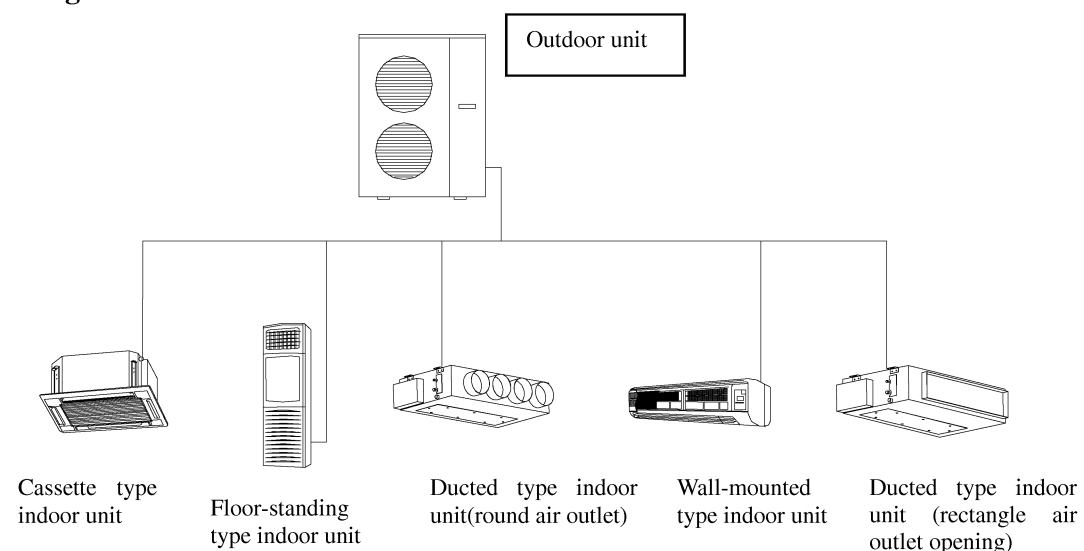 Outdoor unit
Cassette type
indoor unit
Floor-standing
type indoor unit
Ducted type indoor
unit(round air outlet)
Wall-mounted
type indoor unit
Ducted type indoor
unit (rectangle air
outlet opening)